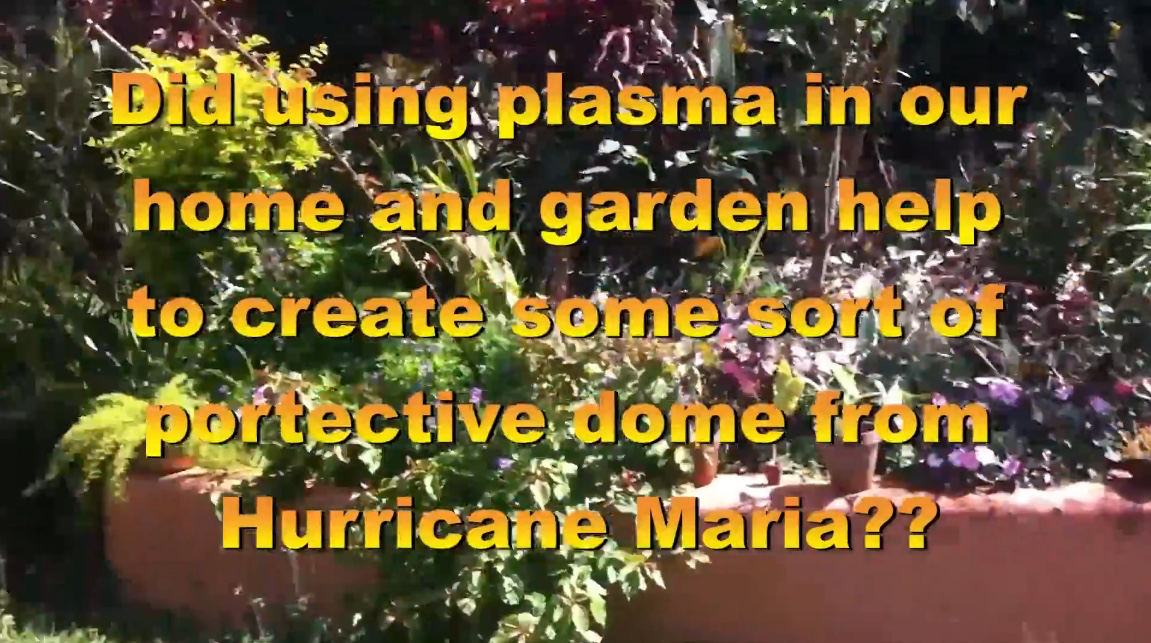 Did using plasma in our
home and garden help
to create some sort of
portective dome from
Hurricane Maria??